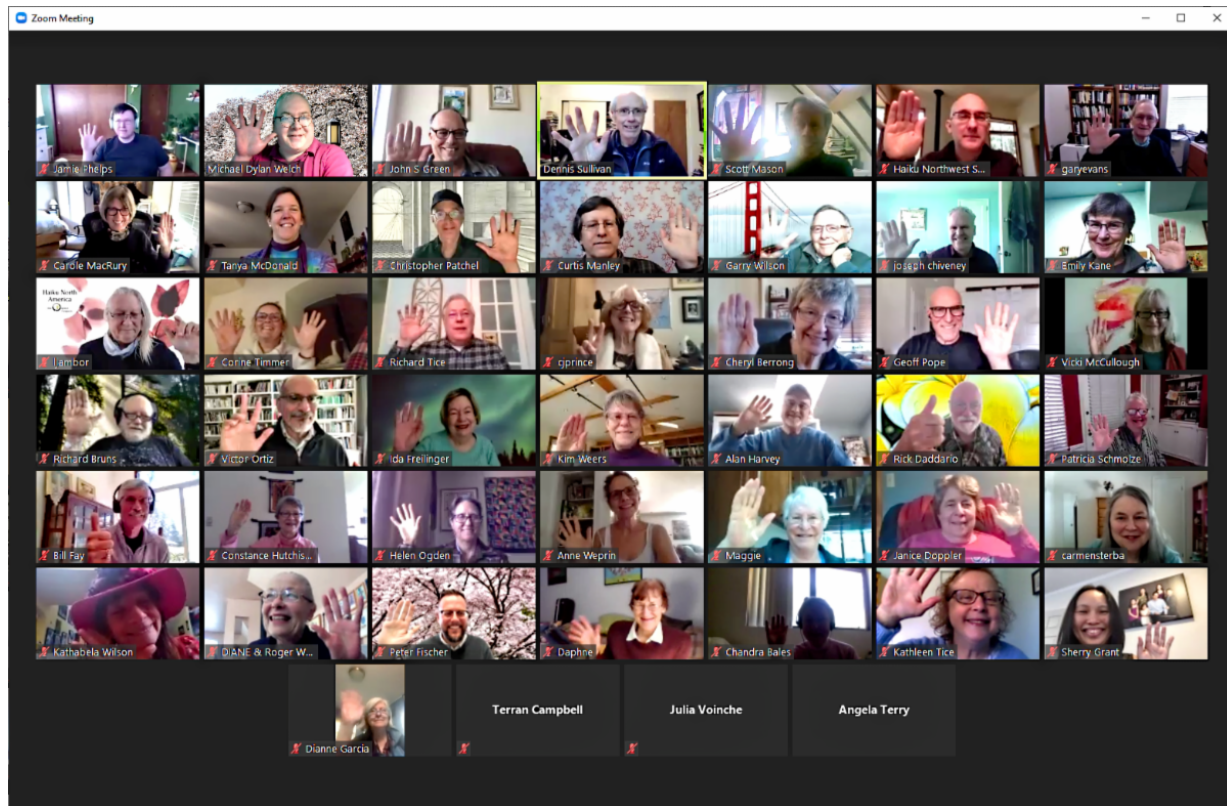 Zoom Meeting
Jamie Phelps
Michael Dylan Welch
John S Green
Dennis Sullivan
Scott Mason
Haiku Northwest S...
garyevans
Carole MacRury
Tanya McDonald
Christopher Patchel
Curtis Manley
Garry Wilson
joseph chiveney
Emily Kane
Haiku North
America
Lambor
Conne Timmer
Richard Tice
rjprince
Cheryl Berrong
Geoff Pope
Vicki McCullough
Richard Bruns
Victor Ortiz
Ida Freilinger
Kim Weers
Alan Harvey
Rick Daddario
Patricia Schmolze
Bill Fay
Constance Hutchis...
Helen Ogden
Anne Weprin
Maggie
Janice Doppler
carmensterba
Kathabela Wilson
DIANE & Roger W...
Peter Fischer
Daphne
Chandra Bales
Kathleen Tice
Sherry Grant
Dianne Garcia
Terran Campbell
Julia Voinche
Angela Terry